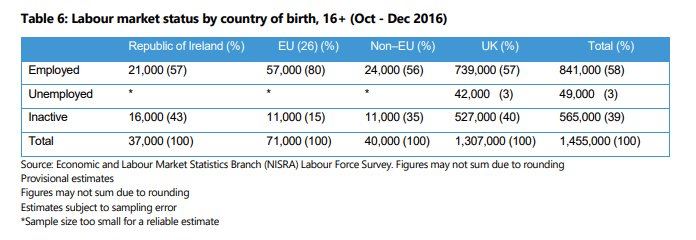 Table 6: Labour market status by country of birth, 16+ (Oct - Dec 2016)
Republic of Ireland (%) EU (26) (%) Non–EU (%) UK (%) Total (%)
Employed 21,000 (57) 57,000 (80) 24,000 (56) 739,000 (57) 841,000 (58)
Unemployed * * * 42,000 (3) 49,000 (3)
Inactive 16,000 (43) 11,000 (15) 11,000 (35) 527,000 (40) 565,000 (39)
Total 37,000 (100) 71,000 (100) 40,000 (100) 1,307,000 (100) 1,455,000 (100)
Source: Economic and Labour Market Statistics Branch (NISRA) Labour Force Survey. Figures may not sum due to rounding
Provisional estimates
Figures may not sum due to rounding
Estimates subject to sampling error
*Sample size too small for a reliable estimate